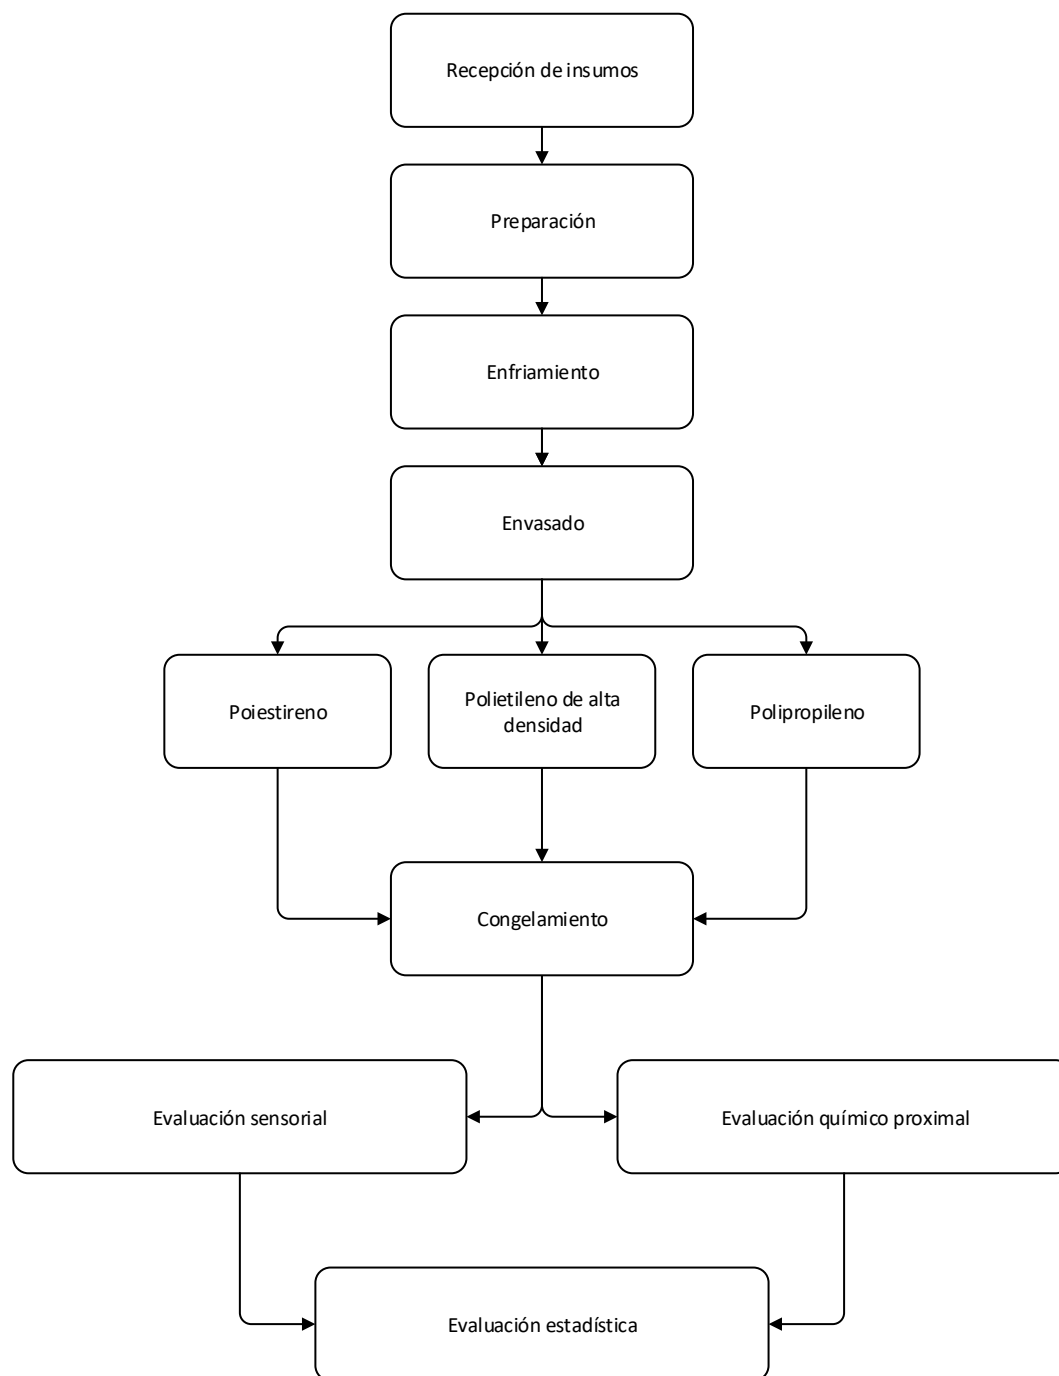 Recepción de insumos
Preparación
Enfriamiento
Envasado
Poiestireno
Polietileno de alta
densidad
Polipropileno
Congelamiento
Evaluación sensorial
Evaluación químico proximal
Evaluación estadística